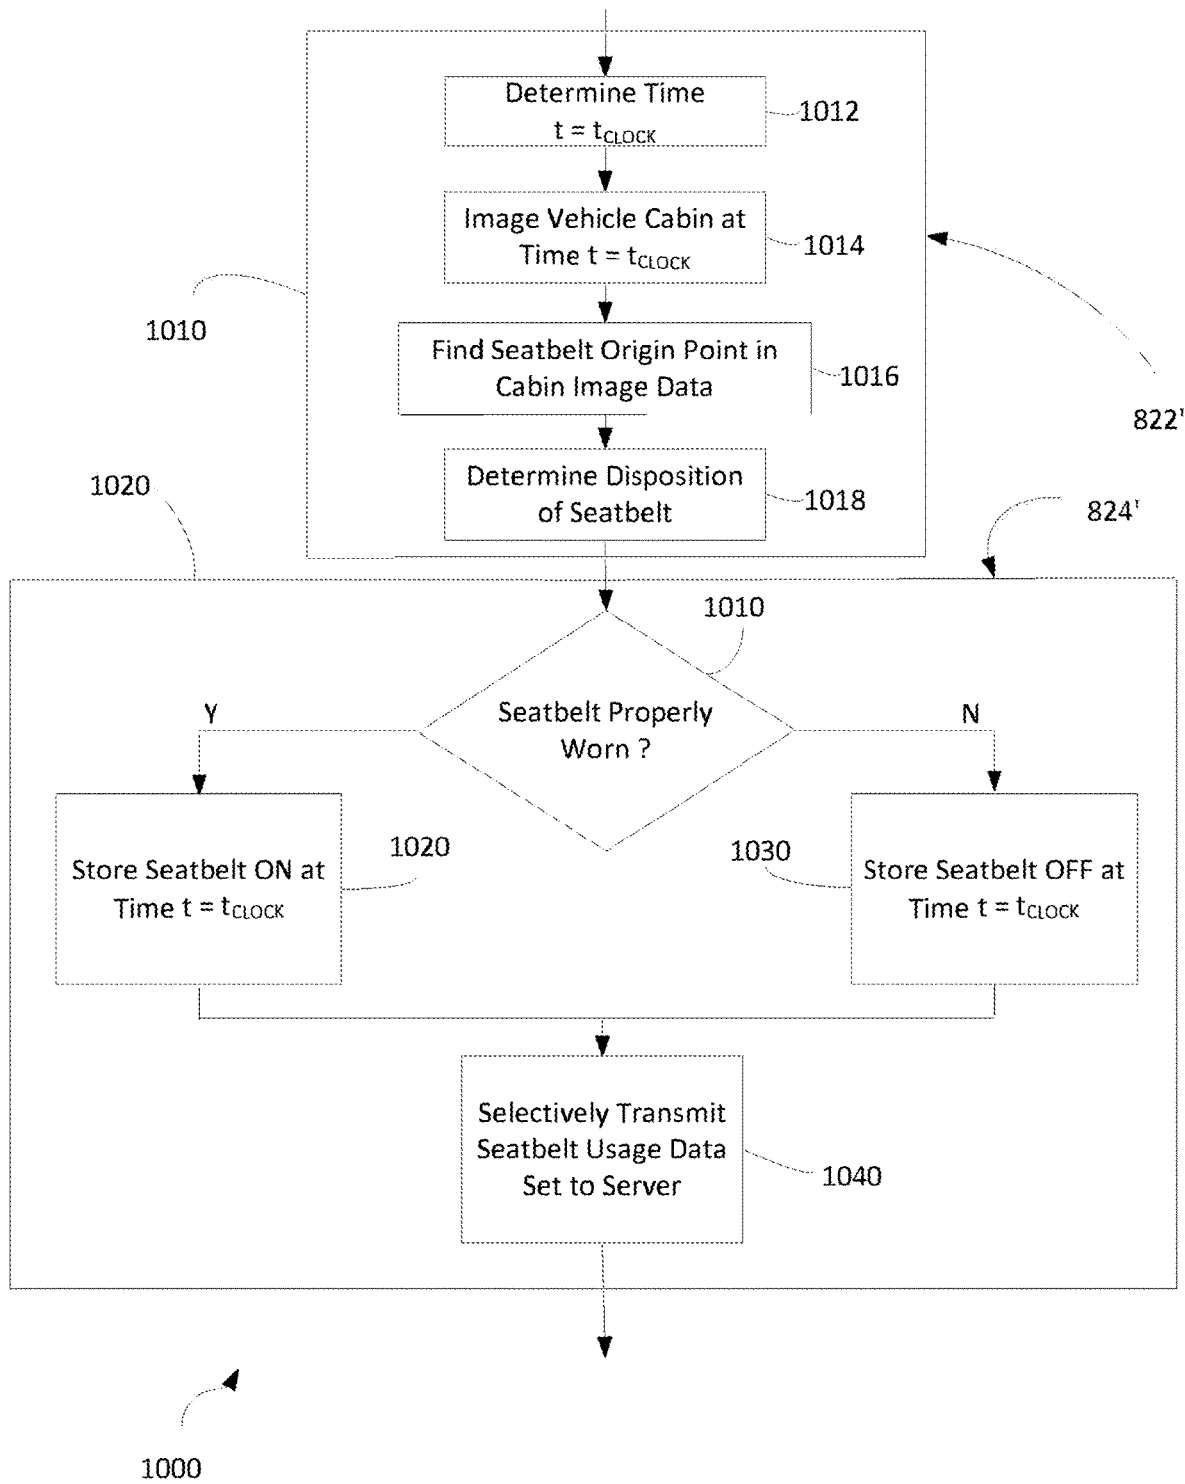 Determine Time
t = tCLOCK
1012
Image Vehicle Cabin at
Time t = tCLOCK
1014
1010
Find Seatbelt Origin Point in
Cabin Image Data
1016
822'
Determine Disposition
of Seatbelt
1018
1020
824'
1010
Seatbelt Properly
Worn ?
Y
N
Store Seatbelt ON at
Time t = tCLOCK
1020
1030
Store Seatbelt OFF at
Time t = tCLOCK
Selectively Transmit
Seatbelt Usage Data
Set to Server
1040
1000